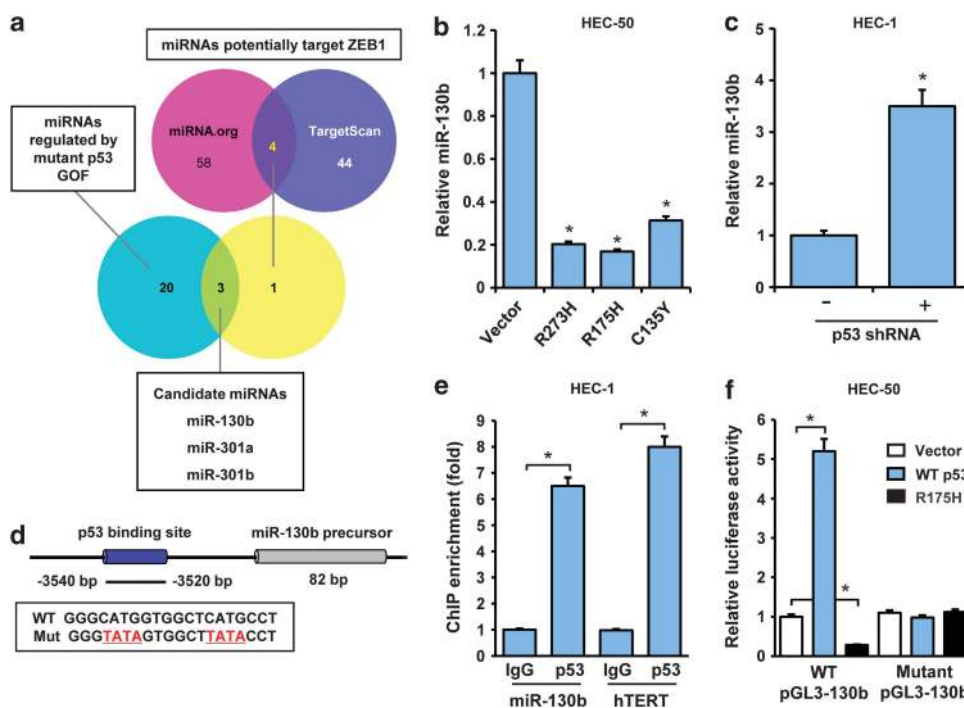 a
miRNAs potentially target ZEB1
miRNAs
regulated by
mutant p53
GOF
miRNA.org
58
4
TargetScan
44
20
3
1
Candidate miRNAs
miR-130b
miR-301a
miR-301b
b
HEC-50
Relative miR-130b
1.2
1
0.8
0.6
0.4
0.2
0
*
*
*
Vector
R273H
R175H
C135Y
c
HEC-1
Relative miR-130b
5
4
3
2
1
0
*
–
+
p53 shRNA
d
p53 binding site
miR-130b precursor
-3540 bp
-3520 bp
82 bp
WT GGGCATGGTGGCTCATGCCT
Mut GGGTATAGTGGCTTATACCT
e
HEC-1
ChIP enrichment (fold)
9
8
7
6
5
4
3
2
1
0
*
*
IgG p53 IgG p53
miR-130b hTERT
f
HEC-50
Relative luciferase activity
6
5
4
3
2
1
0
*
*
Vector
WT p53
R175H
WT Mutant
pGL3-130b pGL3-130b